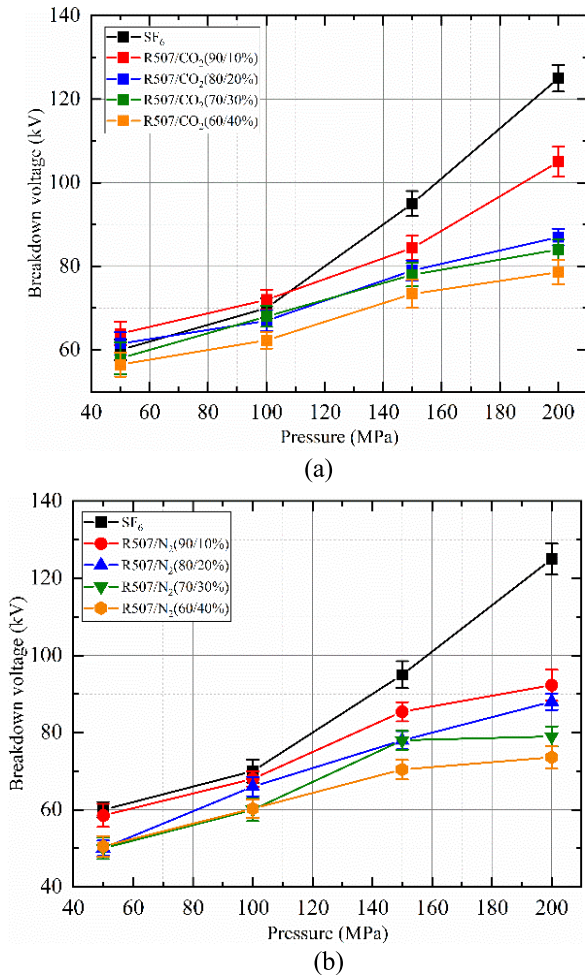 140
120
100
80
60
40 60 80 100 120 140 160 180 200
Breakdown voltage (kV)
Pressure (MPa)
SF6
R507/CO2(90/10%)
R507/CO2(80/20%)
R507/CO2(70/30%)
R507/CO2(60/40%)
(a)
140
120
100
80
60
40
40 60 80 100 120 140 160 180 200
Breakdown voltage (kV)
Pressure (MPa)
SF6
R507/N2(90/10%)
R507/N2(80/20%)
R507/N2(70/30%)
R507/N2(60/40%)
(b)